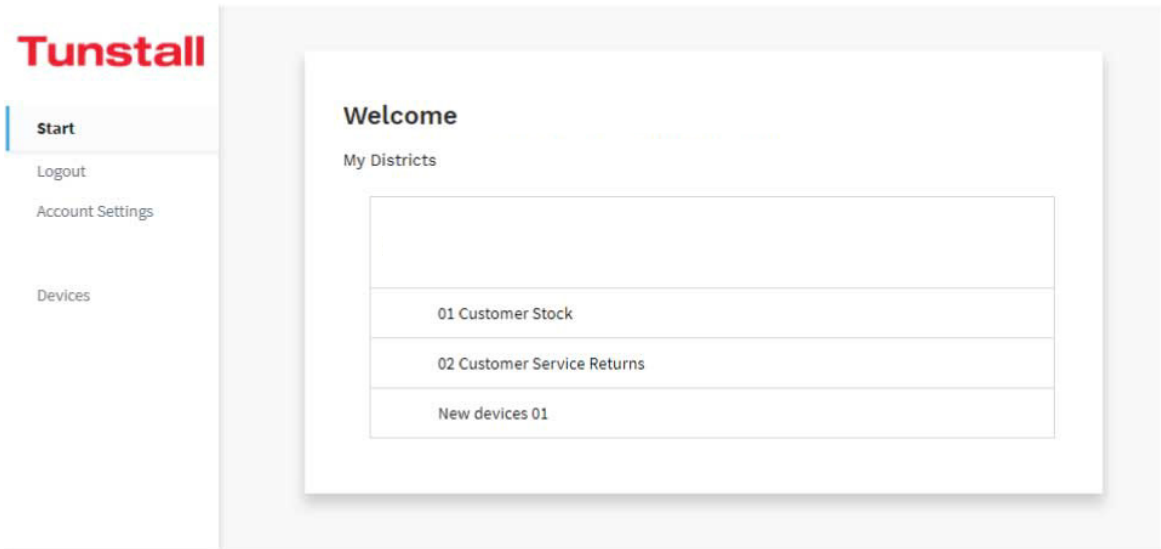 Tunstall
Start
Logout
Account Settings
Devices
Welcome
My Districts
01 Customer Stock
02 Customer Service Returns
New devices 01